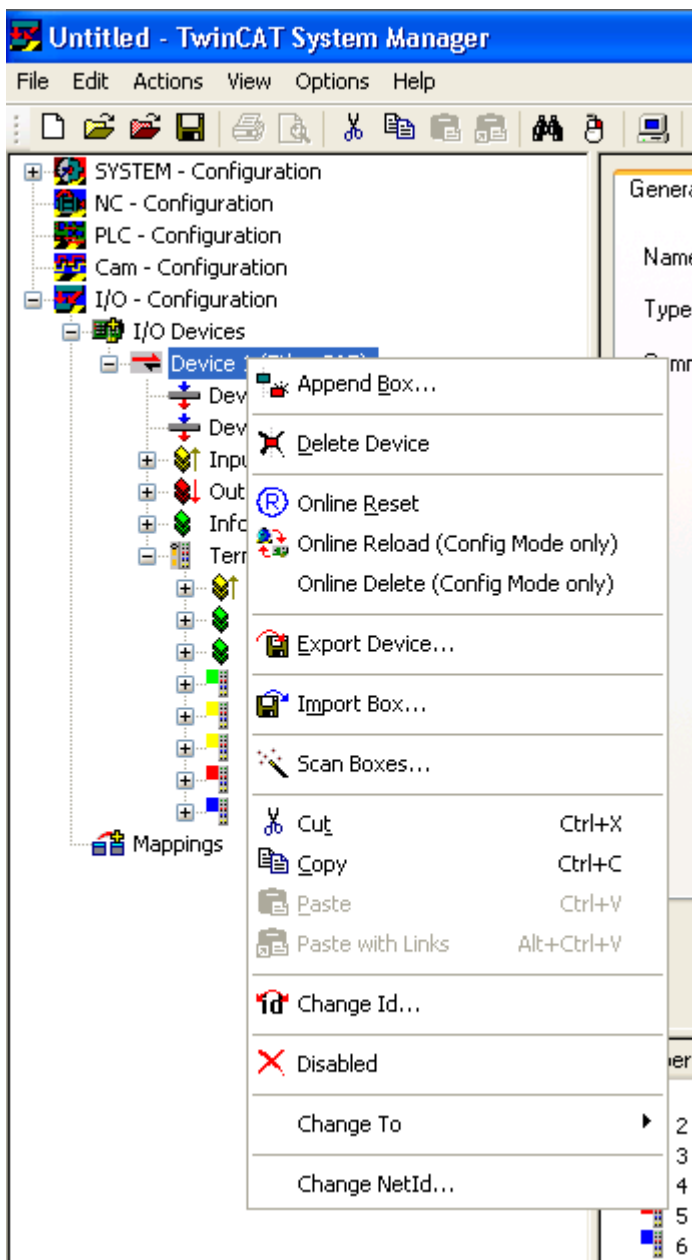 Untitled - TwinCAT System Manager
File Edit Actions View Options Help
SYSTEM - Configuration
NC - Configuration
PLC - Configuration
Cam - Configuration
I/O - Configuration
I/O Devices
Device 1
Dev
Dev
Inpu
Out
Info
Terr
Mappings
Append Box...
Delete Device
Online Reset
Online Reload (Config Mode only)
Online Delete (Config Mode only)
Export Device...
Import Box...
Scan Boxes...
Cut Ctrl+X
Copy Ctrl+C
Paste Ctrl+V
Paste with Links Alt+Ctrl+V
id Change Id...
Disabled
Change To
Change NetId...
Genera
Name
Type
2
3
4
5
6